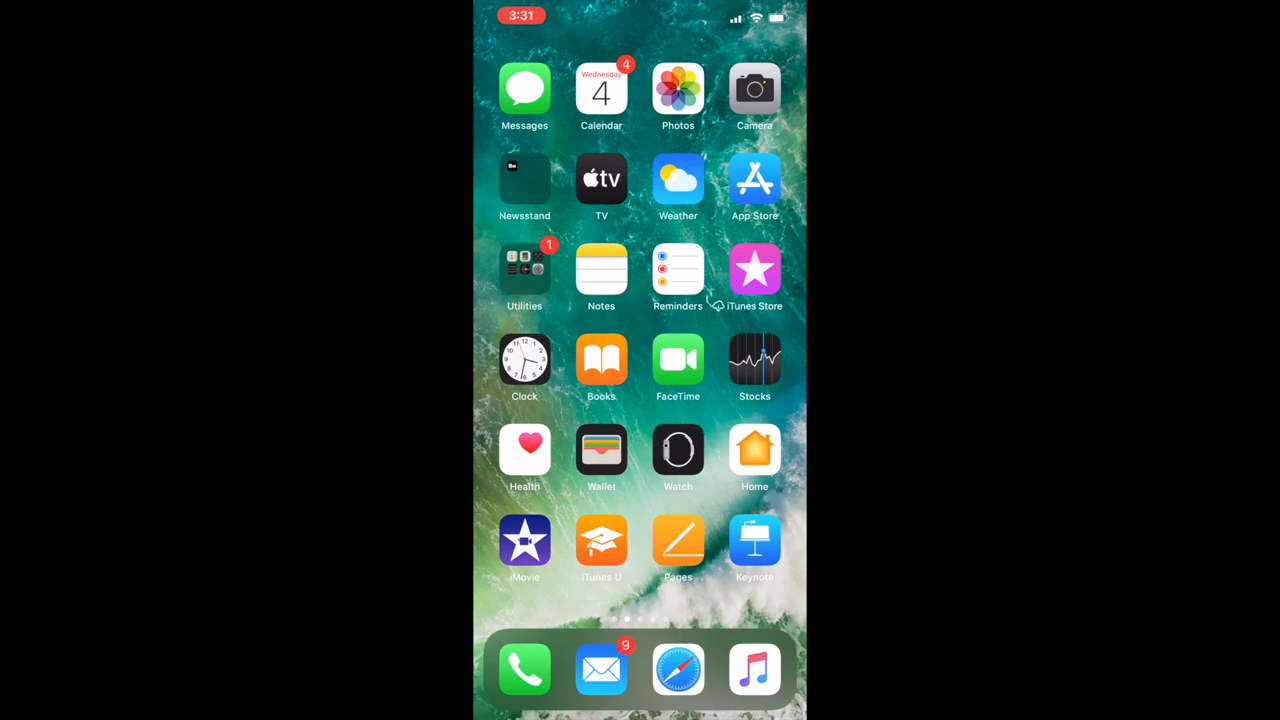 3:31
4
Wednesday
4
Messages Calendar Photos Camera
Bw
tv
Newsstand TV Weather App Store
1
Utilities Notes Reminders iTunes Store
Clock Books FaceTime Stocks
Health Wallet Watch Home
iMovie iTunes U Pages Keynote
9